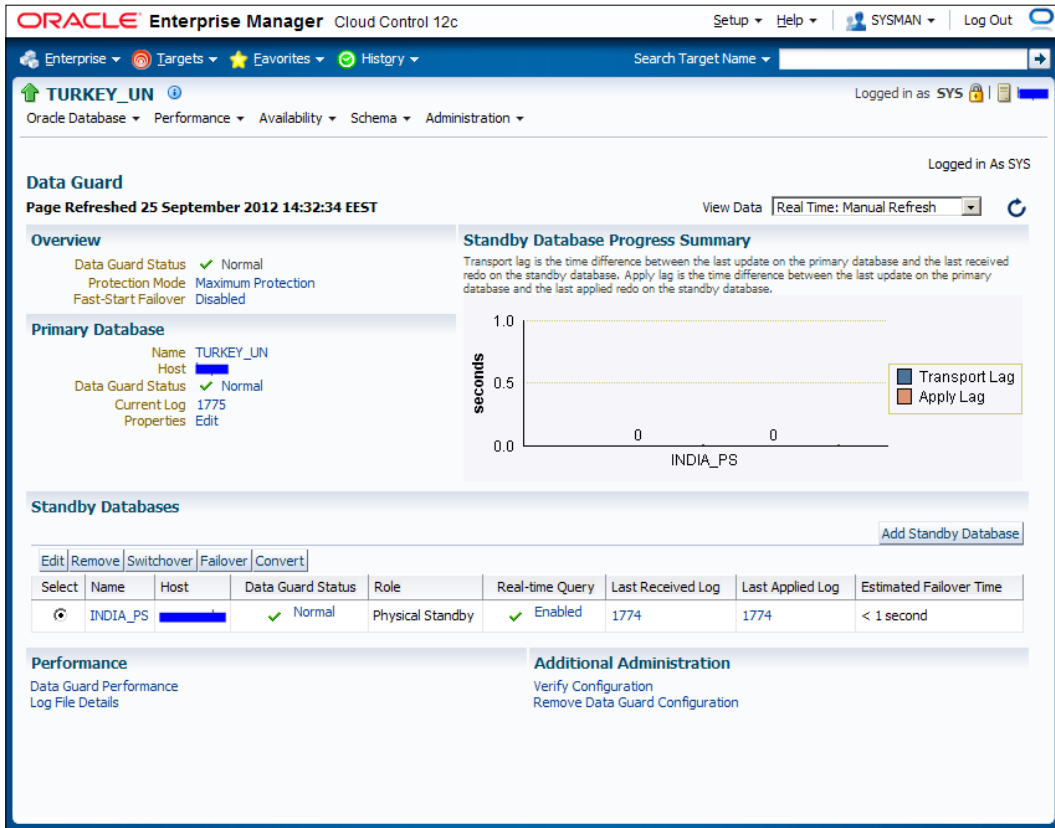 ORACLE Enterprise Manager Cloud Control 12c Setup Help SYSMAN Log Out
Enterprise Targets Favorites History Search Target Name
TURKEY_UN Logged in as SYS
Oracle Database Performance Availability Schema Administration
Logged in As SYS
Data Guard
Page Refreshed 25 September 2012 14:32:34 EEST View Data Real Time: Manual Refresh
Overview
Data Guard Status Normal
Protection Mode Maximum Protection
Fast-Start Failover Disabled
Primary Database
Name TURKEY_UN
Host
Data Guard Status Normal
Current Log 1775
Properties Edit
Standby Database Progress Summary
Transport lag is the time difference between the last update on the primary database and the last received
redo on the standby database. Apply lag is the time difference between the last update on the primary
database and the last applied redo on the standby database.
1.0
0.5
0.0
seconds
0 0
INDIA_PS
Transport Lag
Apply Lag
Standby Databases
Add Standby Database
Edit Remove Switchover Failover Convert
Select Name Host Data Guard Status Role Real-time Query Last Received Log Last Applied Log Estimated Failover Time
INDIA_PS Normal Physical Standby Enabled 1774 1774 < 1 second
Performance
Data Guard Performance
Log File Details
Additional Administration
Verify Configuration
Remove Data Guard Configuration